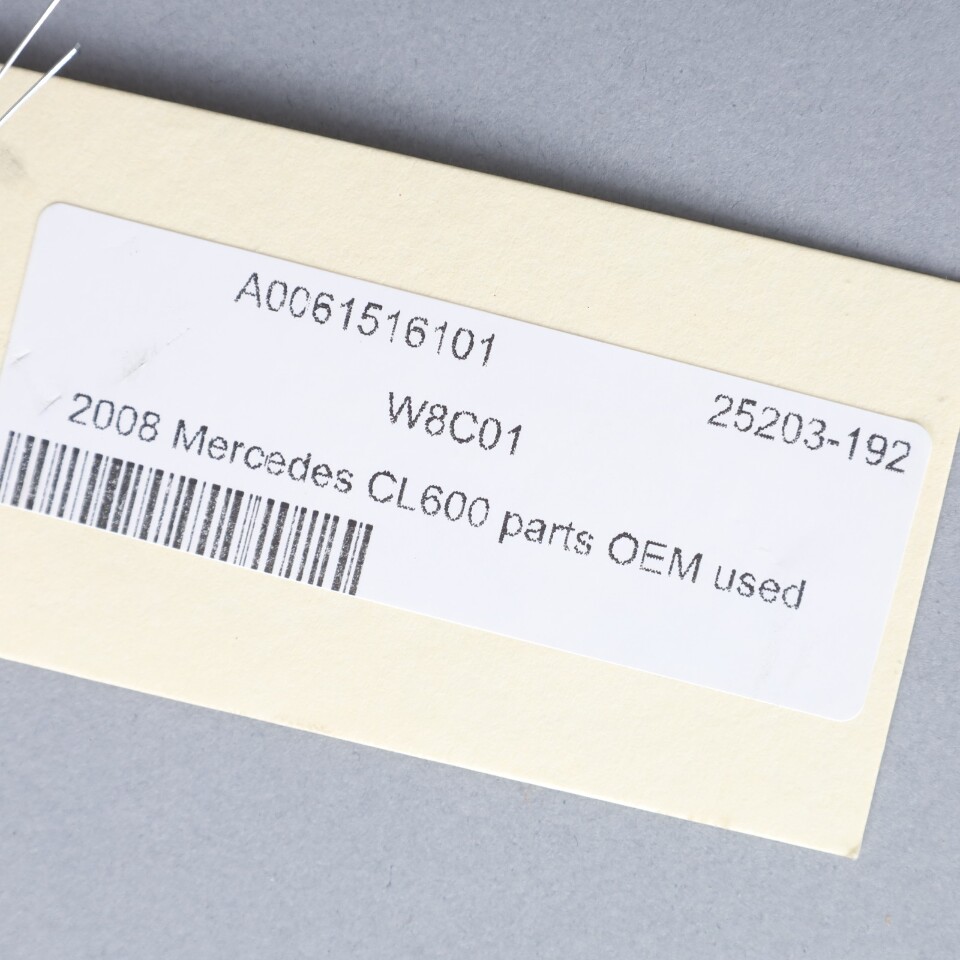 A0061516101
W8C01
25203-192
2008 Mercedes CL600 parts OEM used